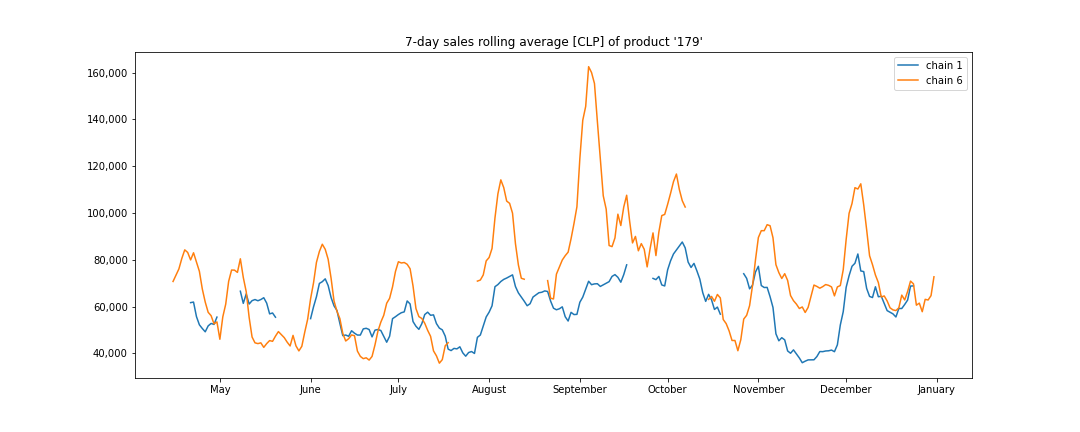 7-day sales rolling average [CLP] of product '179'
chain 1
chain 6
160,000
140,000
120,000
100,000
80,000
60,000
40,000
May June July August September October November December January